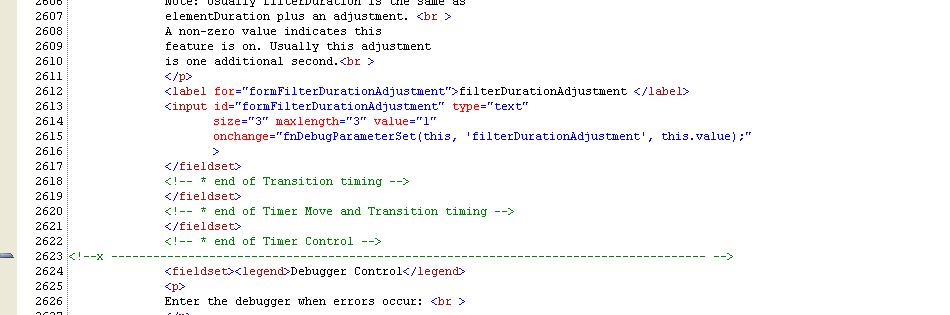 2606 Note: Usually filterDuration is the same as
2607 elementDuration plus an adjustment. <br >
2608 A non-zero value indicates this
2609 feature is on. Usually this adjustment
2610 is one additional second.<br >
2611 </p>
2612 <label for="formFilterDurationAdjustment">filterDurationAdjustment </label>
2613 <input id="formFilterDurationAdjustment" type="text"
2614 size="3" maxlength="3" value="1"
2615 onchange="fnDebugParameterSet(this, 'filterDurationAdjustment', this.value);"
2616 >
2617 </fieldset>
2618 <!-- * end of Transition timing -->
2619 </fieldset>
2620 <!-- * end of Timer Move and Transition timing -->
2621 </fieldset>
2622 <!-- * end of Timer Control -->
2623 <!--x ----------------------------------------------------------------------------------- -->
2624 <fieldset><legend>Debugger Control</legend>
2625 <p>
2626 Enter the debugger when errors occur: <br >
2627 </p>